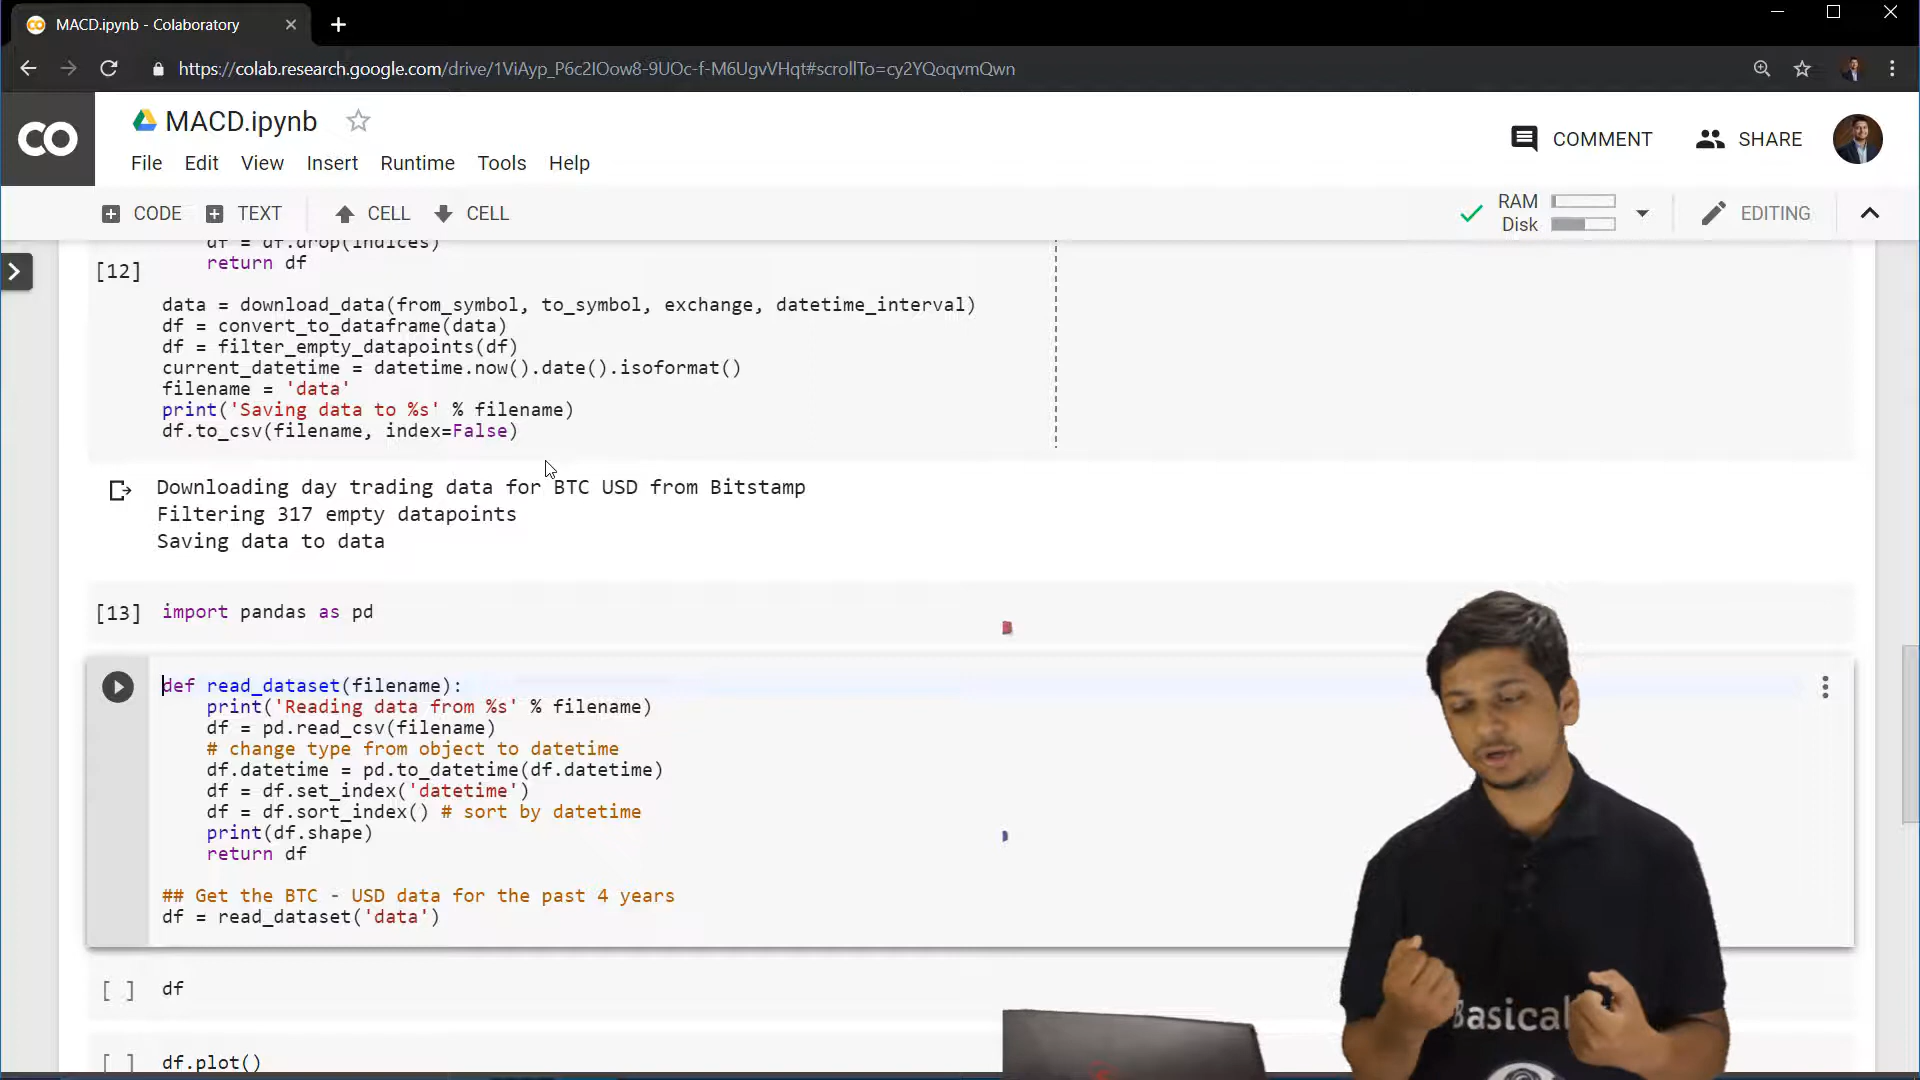 MACD.ipynb - Colaboratory
https://colab.research.google.com/drive/1ViAyp_P6c2IOow8-9UOc-f-M6UgvVHqt#scrollTo=cy2YQoqvmQwn
CO
MACD.ipynb
COMMENT
SHARE
File Edit View Insert Runtime Tools Help
CODE TEXT CELL CELL
RAM
Disk
EDITING
df = df.drop(indices)
return df
[12]
data = download_data(from_symbol, to_symbol, exchange, datetime_interval)
df = convert_to_dataframe(data)
df = filter_empty_datapoints(df)
current_datetime = datetime.now().date().isoformat()
filename = 'data'
print('Saving data to %s' % filename)
df.to_csv(filename, index=False)
Downloading day trading data for BTC USD from Bitstamp
Filtering 317 empty datapoints
Saving data to data
[13] import pandas as pd
def read_dataset(filename):
print('Reading data from %s' % filename)
df = pd.read_csv(filename)
# change type from object to datetime
df.datetime = pd.to_datetime(df.datetime)
df = df.set_index('datetime')
df = df.sort_index() # sort by datetime
print(df.shape)
return df
## Get the BTC - USD data for the past 4 years
df = read_dataset('data')
[ ] df
[ ] df.plot()
Basical